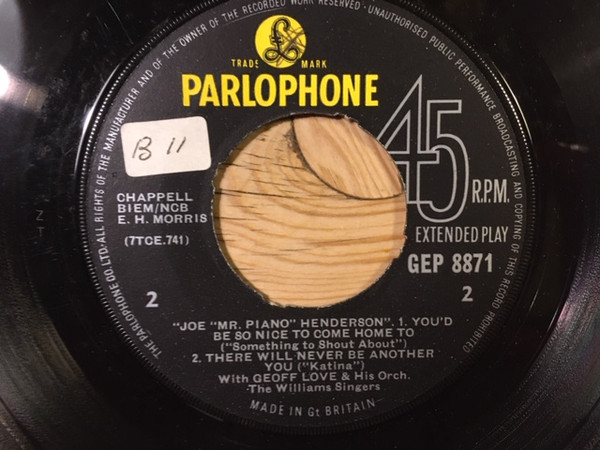 THE PARLOPHONE CO.LTD·ALL RIGHTS OF THE MANUFACTURER AND OF THE OWNER OF THE RECORDED WORK RESERVED·UNAUTHORISED PUBLIC PERFORMANCE BROADCASTING AND COPYING OF THIS RECORD PROHIBITED
£
TRADE MARK
PARLOPHONE
B 11
45
R.P.M.
CHAPPELL
BIEM/NCB
E. H. MORRIS
EXTENDED PLAY
(7TCE.741)
GEP 8871
2 2
"JOE "MR. PIANO" HENDERSON". 1. YOU'D
BE SO NICE TO COME HOME TO
("Something to Shout About")
2. THERE WILL NEVER BE ANOTHER
YOU ("Katina")
With GEOFF LOVE & His Orch.
The Williams Singers
MADE IN Gt BRITAIN